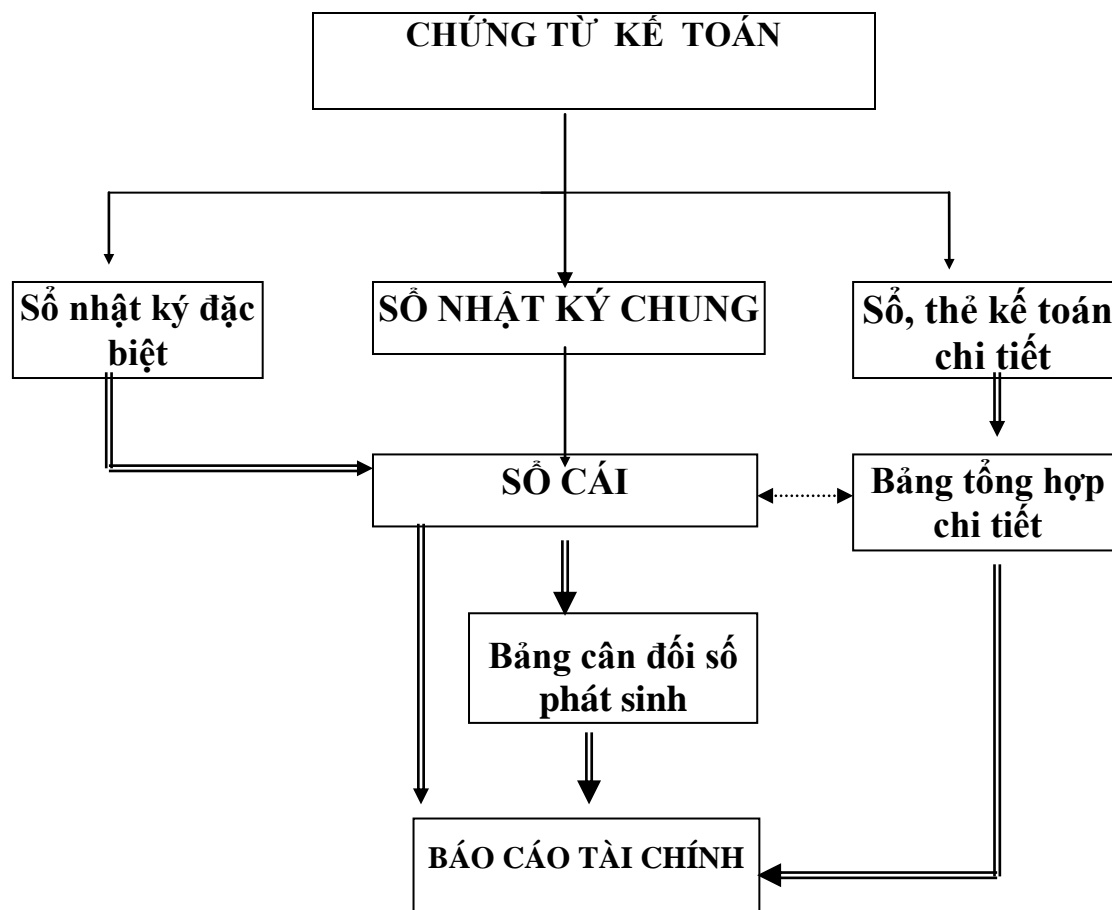 CHỨNG TỪ KẾ TOÁN
Sổ nhật ký đặc
biệt
SỔ NHẬT KÝ CHUNG
Sổ, thẻ kế toán
chi tiết
SỔ CÁI
Bảng tổng hợp
chi tiết
Bảng cân đối số
phát sinh
BÁO CÁO TÀI CHÍNH